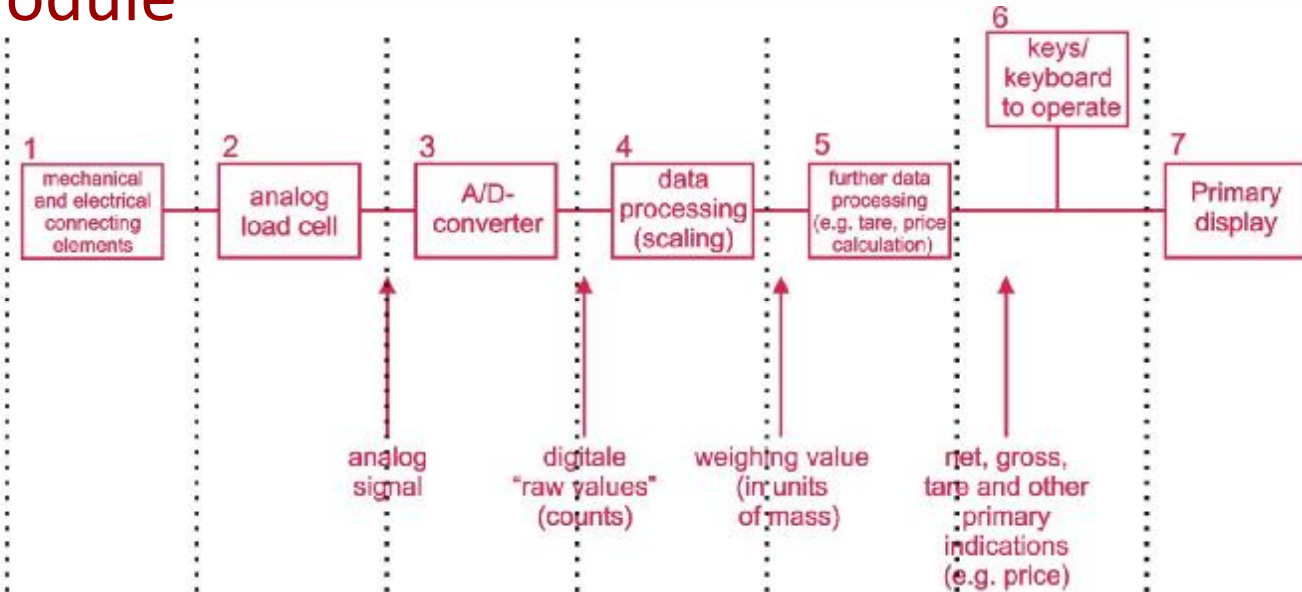 odule
1
mechanical
and electrical
connecting
elements
2
analog
load cell
3
A/D-
converter
4
data
processing
(scaling)
5
further data
processing
(e.g. tare, price
calculation)
6
keys/
keyboard
to operate
7
Primary
display
analog
signal
digitale
"raw values"
(counts)
weighing value
(in units
of mass)
net, gross,
tare and other
primary
indications
(e.g. price)